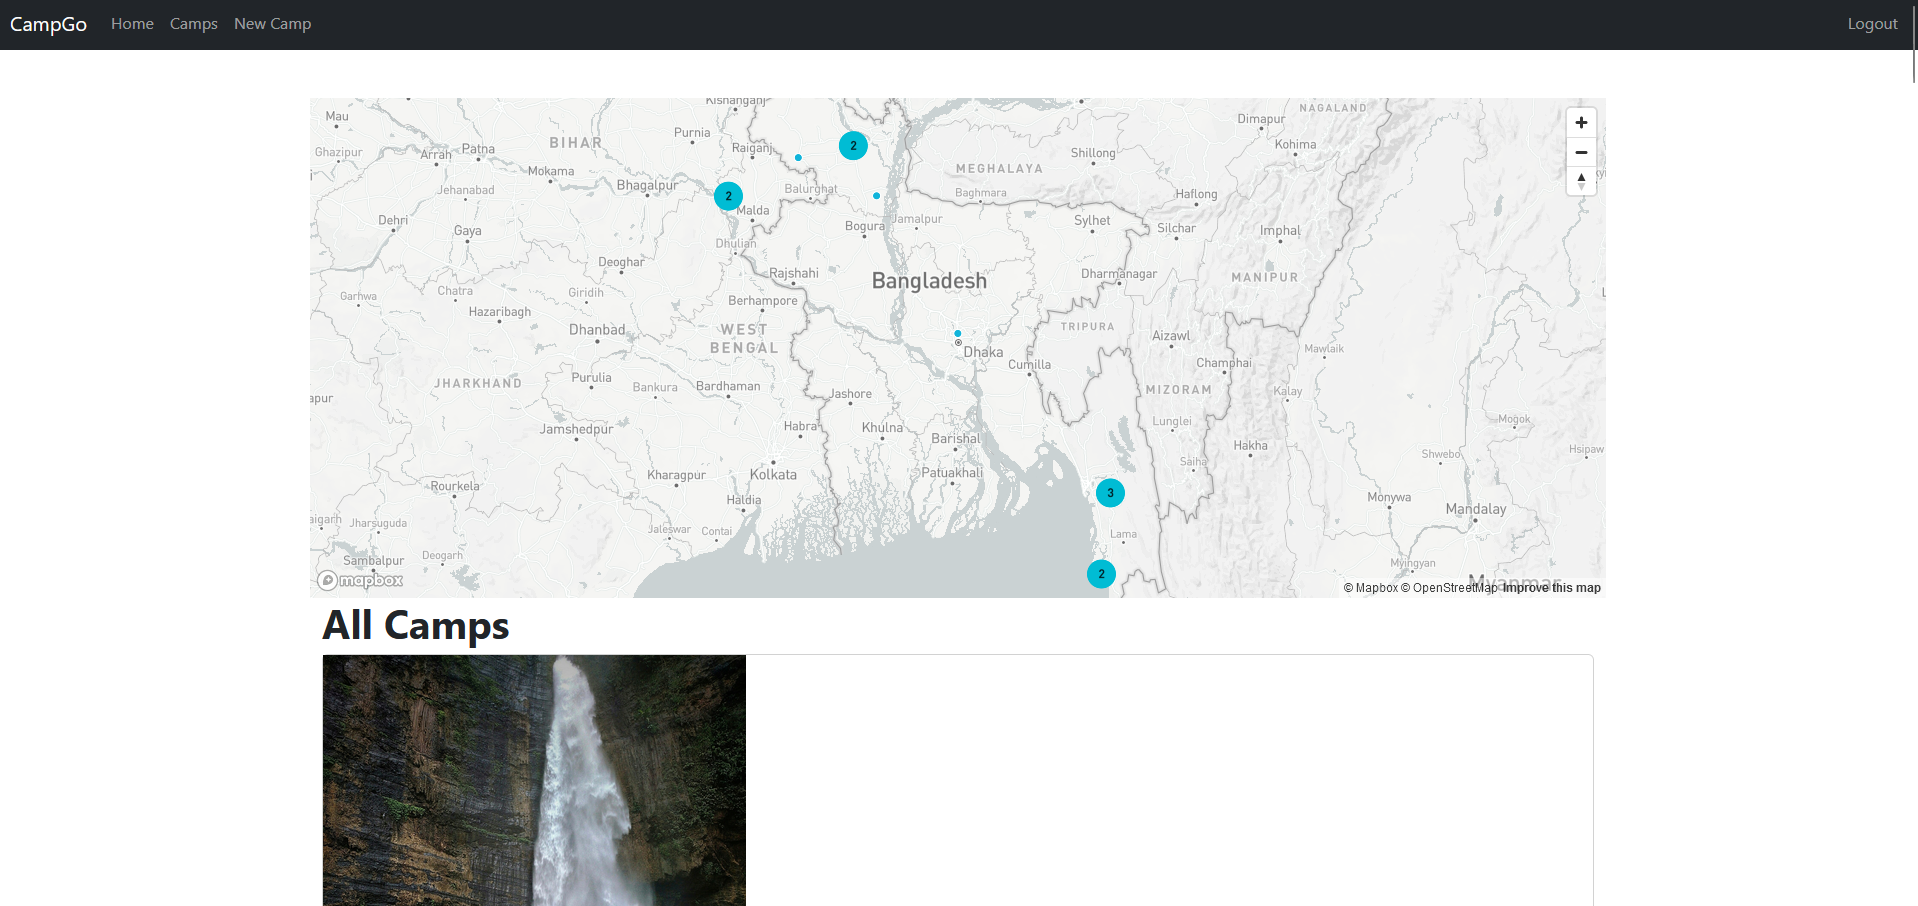 CampGo Home Camps New Camp Logout
Kishanganj
NAGALAND
Mau
Purnia
Dimapur
BIHAR
Patna
Raiganj
2
Kohima
Ghazipur
Arrah
Shillong
Mokama
MEGHALAYA
Jehanabad
Bhagalpur
Balurghat
Baghmara
Haflong
2
Malda
Jamalpur
Sylhet
Dehri
Gaya
Bogura
Silchar
Imphal
Dhulian
Deoghar
Rajshahi
Bangladesh
Dharmanagar
MANIPUR
Garhwa
Chatra
Giridih
Berhampore
Hazaribagh
Dhanbad
WEST
BENGAL
TRIPURA
Aizawl
Dhaka
Mawlaik
Cumilla
Champhai
JHARKHAND
Purulia
Bankura
Bardhaman
Jashore
MIZORAM
Kalay
apur
Jamshedpur
Habra
Khulna
Lunglei
Mogok
Barishal
Hakha
Kolkata
Patuakhali
Saiha
Shwebo
Hsipaw
Kharagpur
Rourkela
Haldia
3
Monywa
Mandalay
aigarh
Jharsuguda
Jaleswar
Contai
Lama
Sambalpur
Deogarh
2
Myingyan
mapbox
Myanmar
© Mapbox © OpenStreetMap Improve this map
All Camps